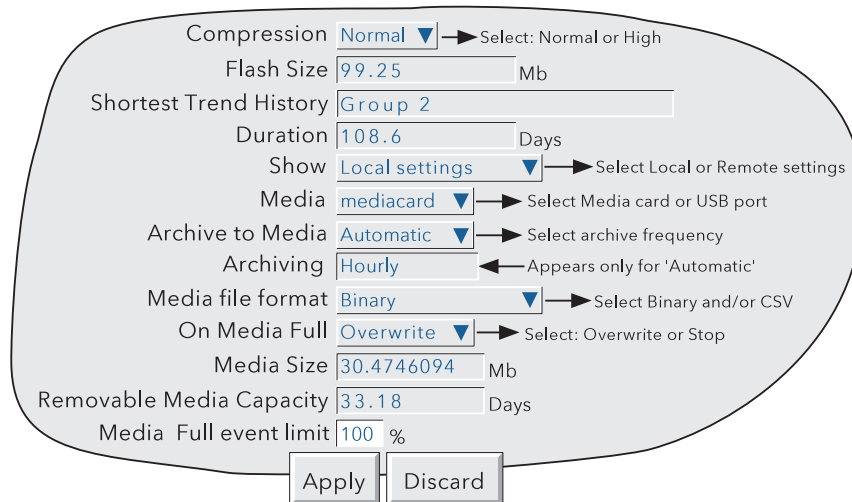 Compression Normal Select: Normal or High
Flash Size 99.25 Mb
Shortest Trend History Group 2
Duration 108.6 Days
Show Local settings Select Local or Remote settings
Media mediacard Select Media card or USB port
Archive to Media Automatic Select archive frequency
Archiving Hourly Appears only for 'Automatic'
Media file format Binary Select Binary and/or CSV
On Media Full Overwrite Select: Overwrite or Stop
Media Size 30.4746094 Mb
Removable Media Capacity 33.18 Days
Media Full event limit 100 %
Apply Discard